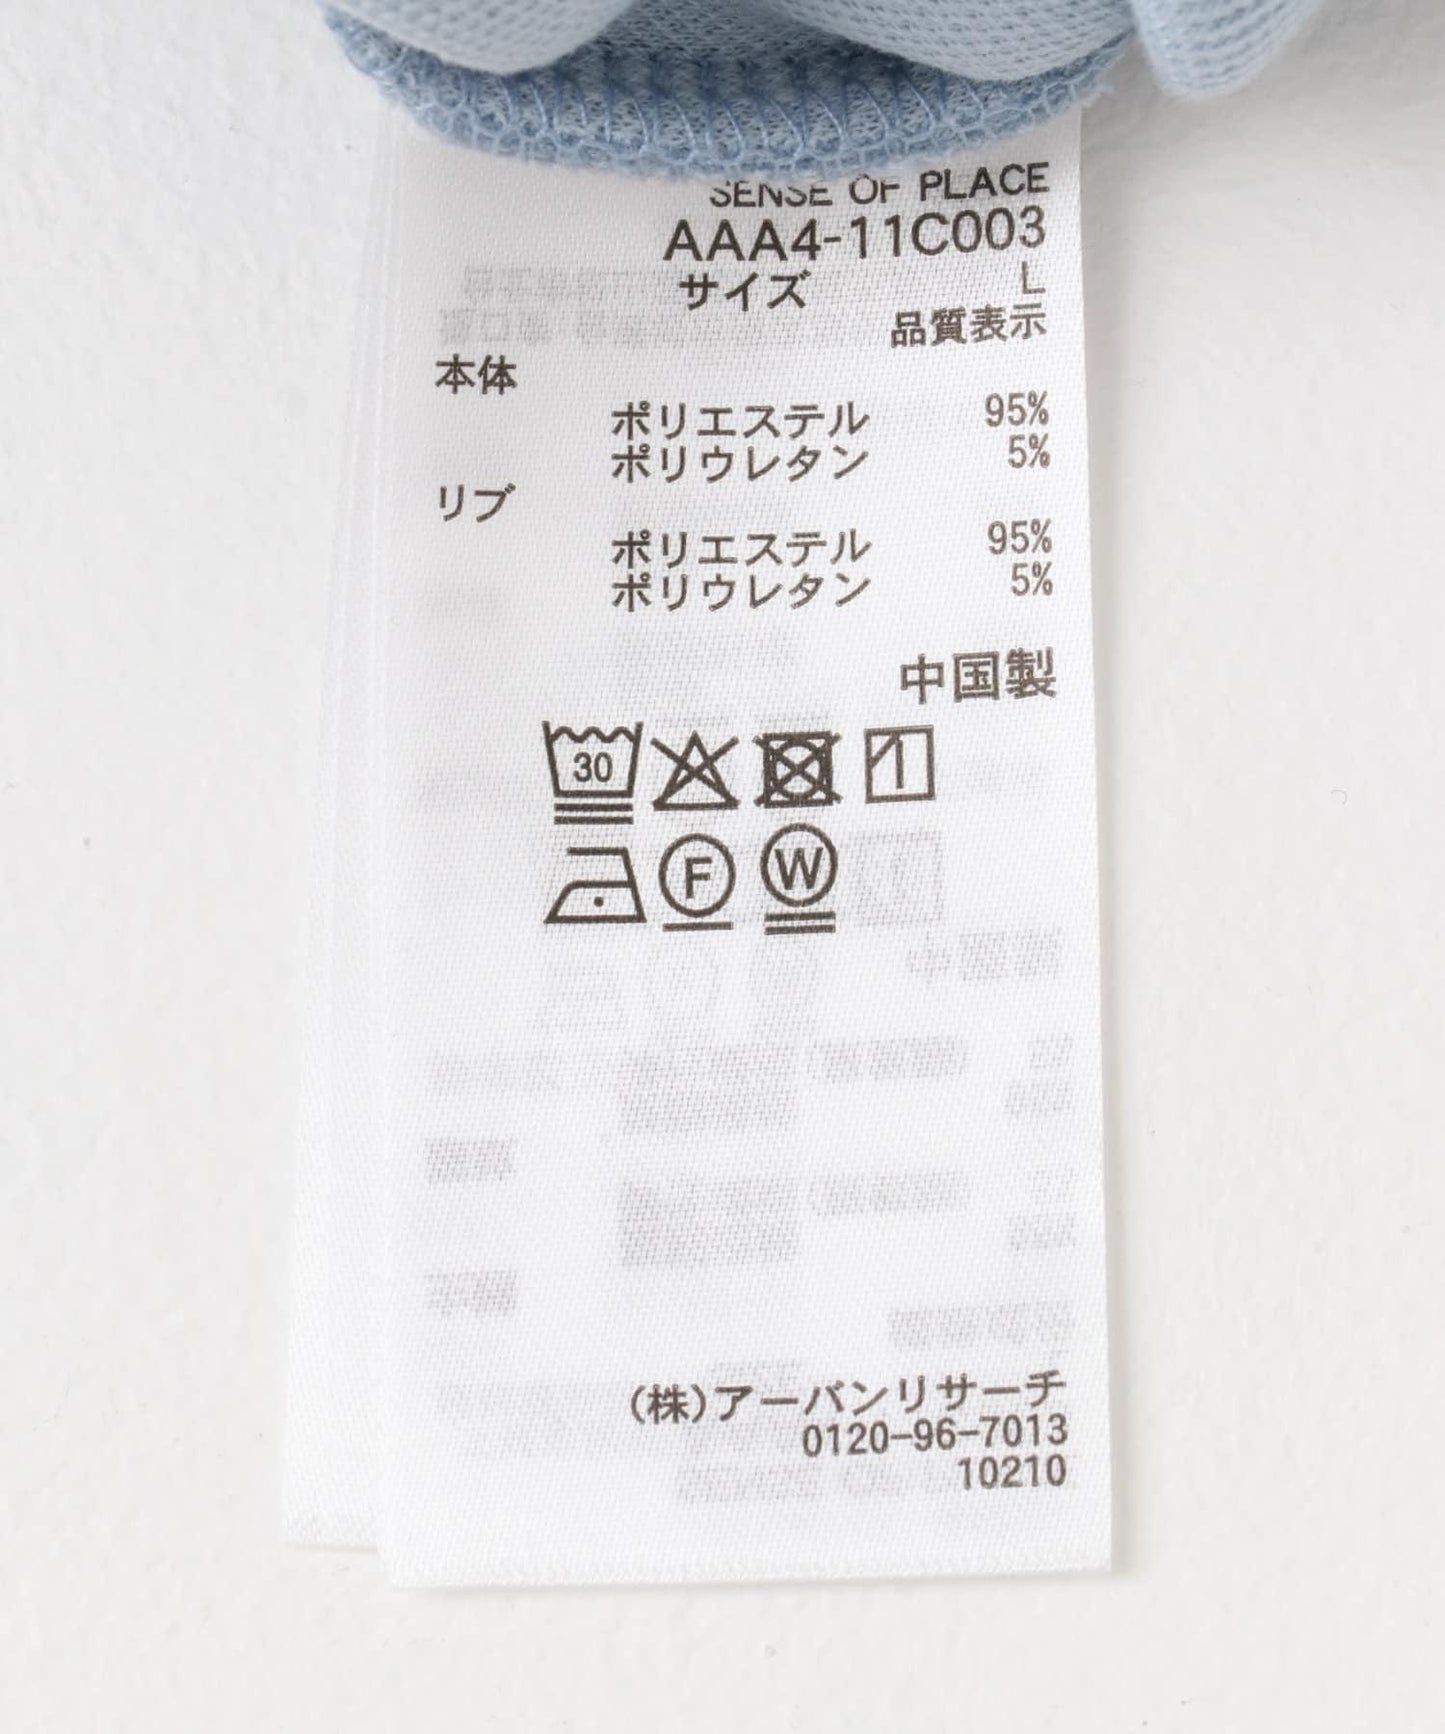 SENSE OF PLACE
AAA4-11C003
サイズ L
品質表示
本体
ポリエステル 95%
ポリウレタン 5%
リブ
ポリエステル 95%
ポリウレタン 5%
中国製
30
F W
(株)アーバンリサーチ
0120-96-7013
10210